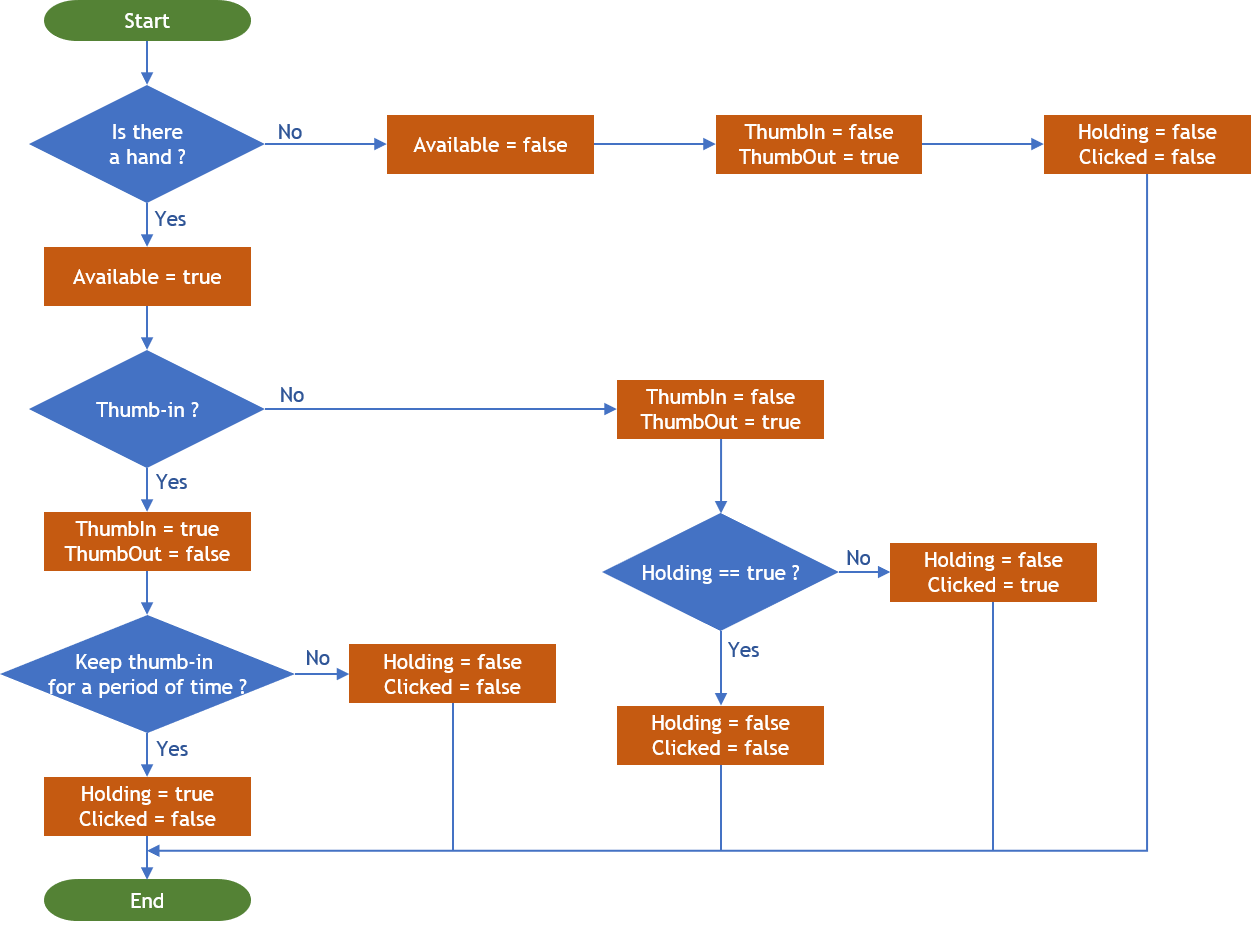 Start
Is there
a hand ?
No
Available = false
ThumbIn = false
ThumbOut = true
Holding = false
Clicked = false
Yes
Available = true
Thumb-in ?
No
ThumbIn = false
ThumbOut = true
Yes
ThumbIn = true
ThumbOut = false
Holding == true ?
No
Holding = false
Clicked = true
Yes
Holding = false
Clicked = false
Keep thumb-in
for a period of time ?
No
Holding = false
Clicked = false
Yes
Holding = true
Clicked = false
End